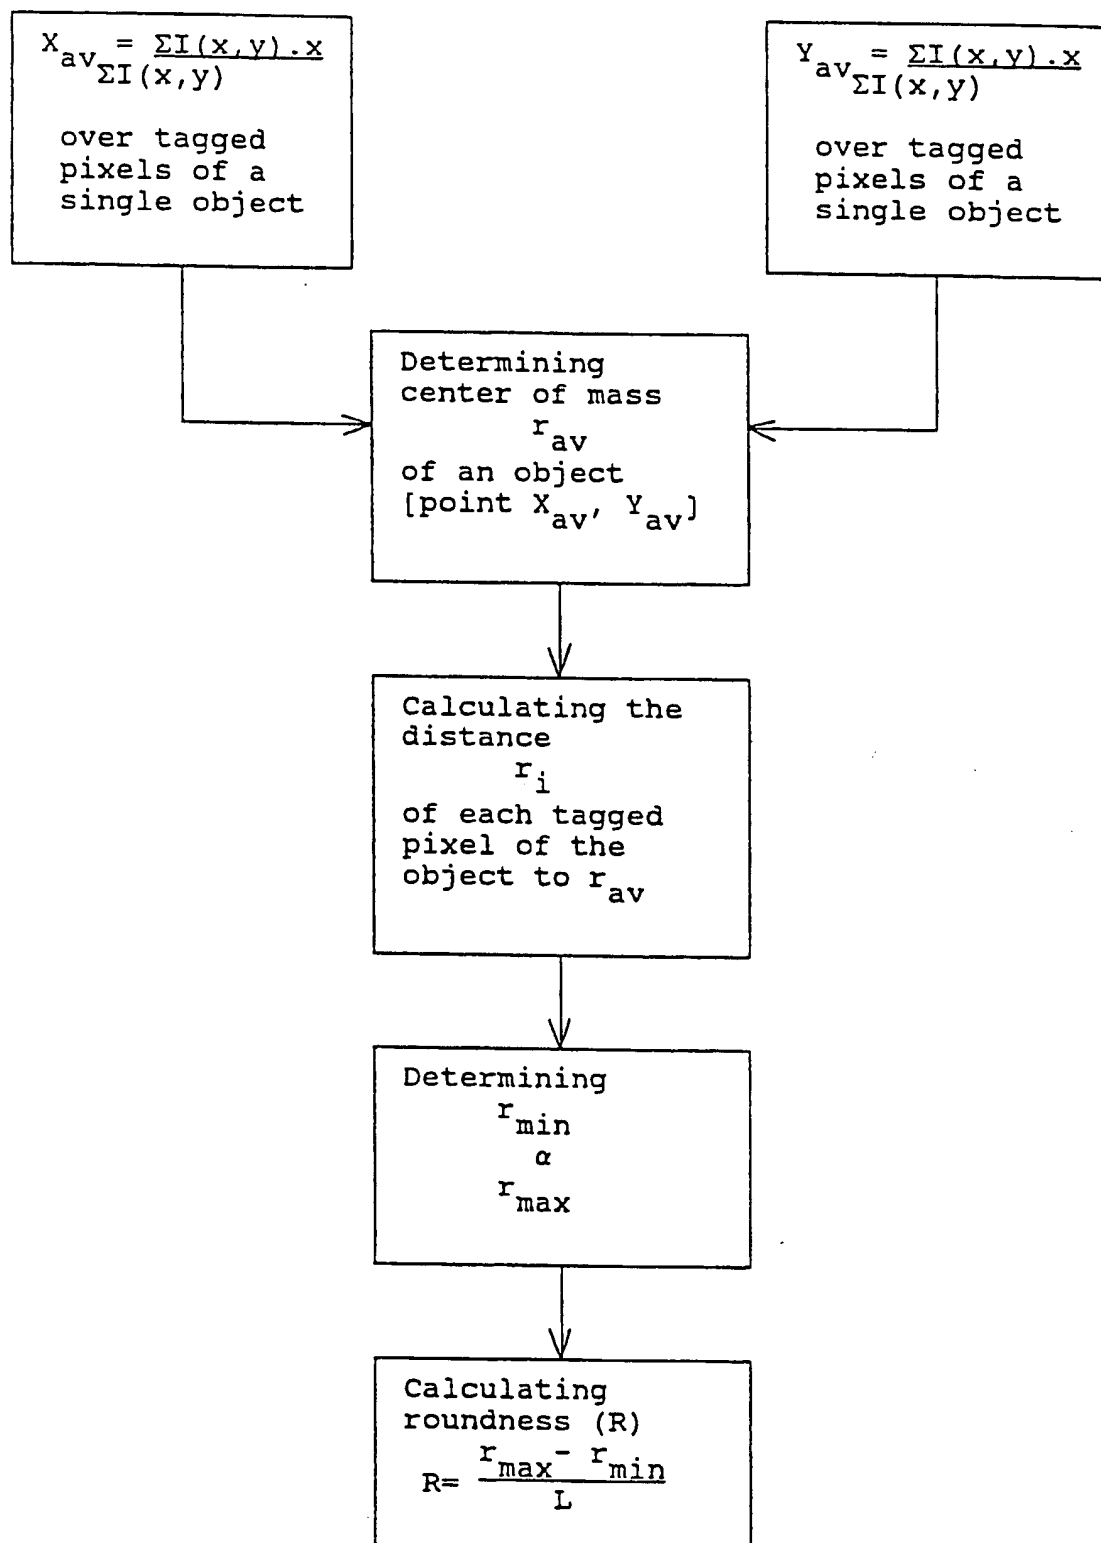 X_av = ΣI(x,y).x
ΣI(x,y)
over tagged
pixels of a
single object
Y_av = ΣI(x,y).x
ΣI(x,y)
over tagged
pixels of a
single object
Determining
center of mass
r_av
of an object
[point X_av, Y_av]
Calculating the
distance
r_i
of each tagged
pixel of the
object to r_av
Determining
r_min
α
r_max
Calculating
roundness (R)
R= r_max - r_min
L